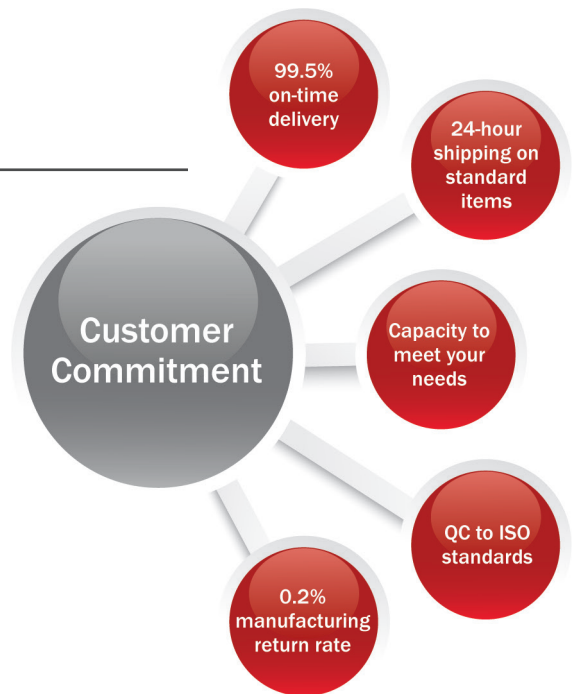 99.5%
on-time
delivery
24-hour
shipping on
standard
items
Customer
Commitment
Capacity to
meet your
needs
QC to ISO
standards
0.2%
manufacturing
return rate